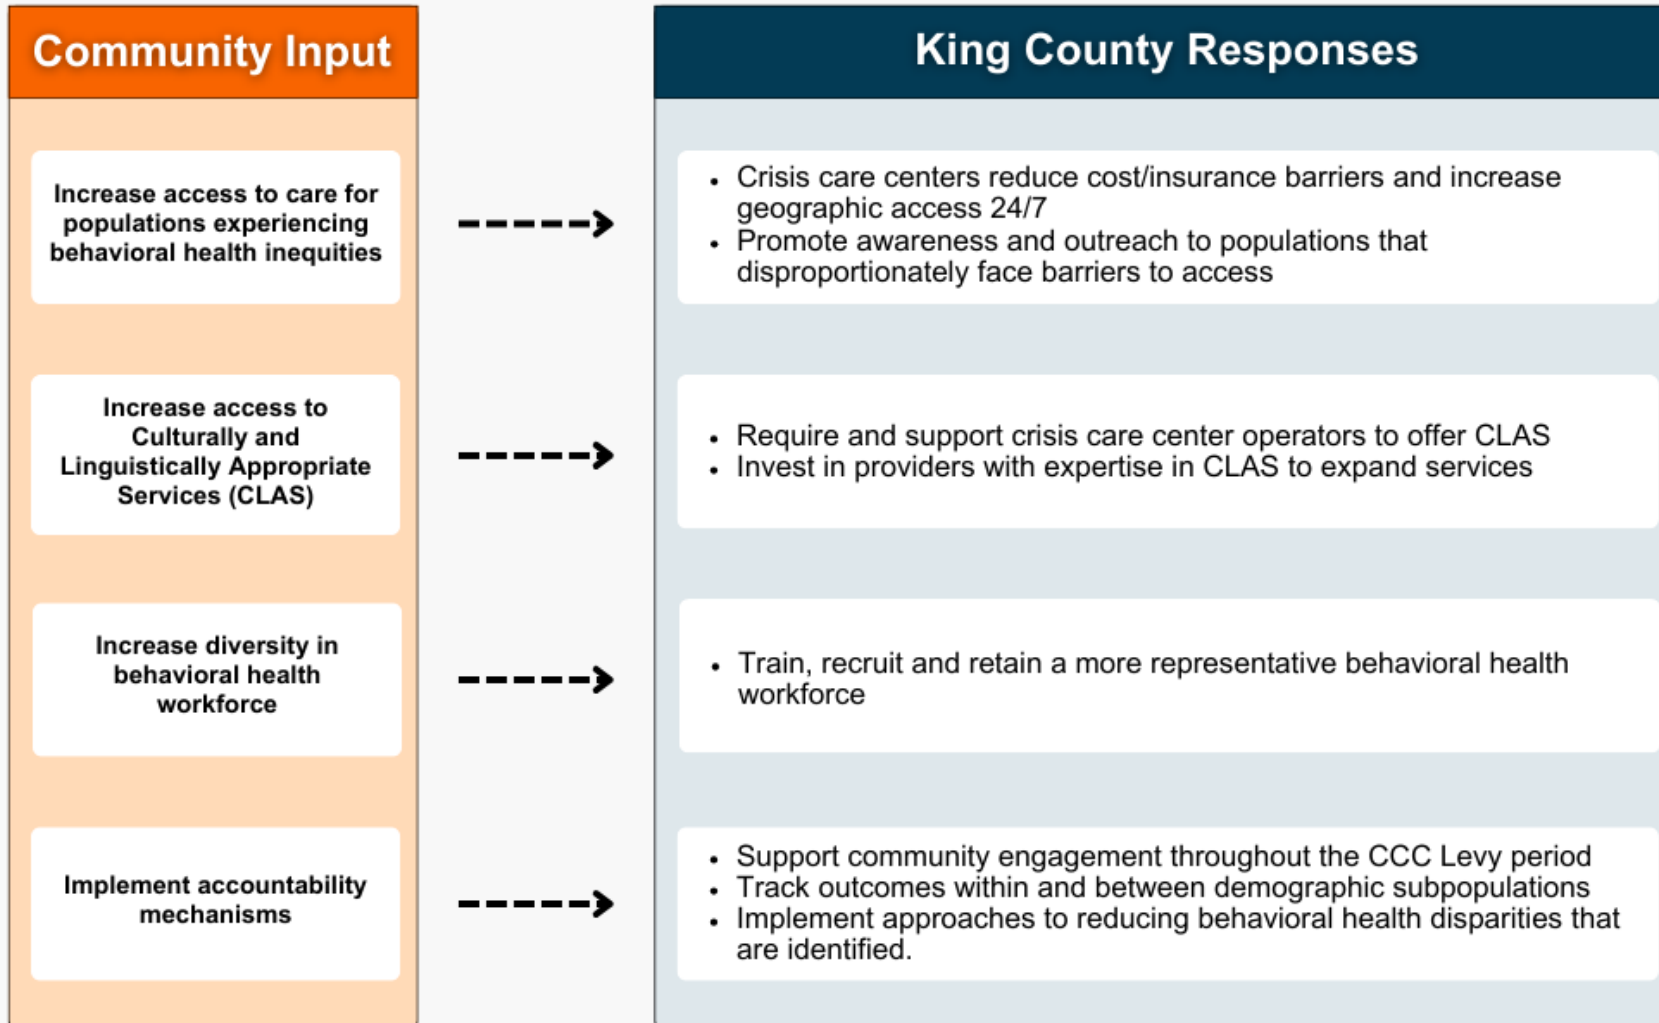 Community Input
King County Responses
Increase access to care for
populations experiencing
behavioral health inequities
• Crisis care centers reduce cost/insurance barriers and increase
geographic access 24/7
• Promote awareness and outreach to populations that
disproportionately face barriers to access
Increase access to
Culturally and
Linguistically Appropriate
Services (CLAS)
• Require and support crisis care center operators to offer CLAS
• Invest in providers with expertise in CLAS to expand services
Increase diversity in
behavioral health
workforce
• Train, recruit and retain a more representative behavioral health
workforce
Implement accountability
mechanisms
• Support community engagement throughout the CCC Levy period
• Track outcomes within and between demographic subpopulations
• Implement approaches to reducing behavioral health disparities that
are identified.